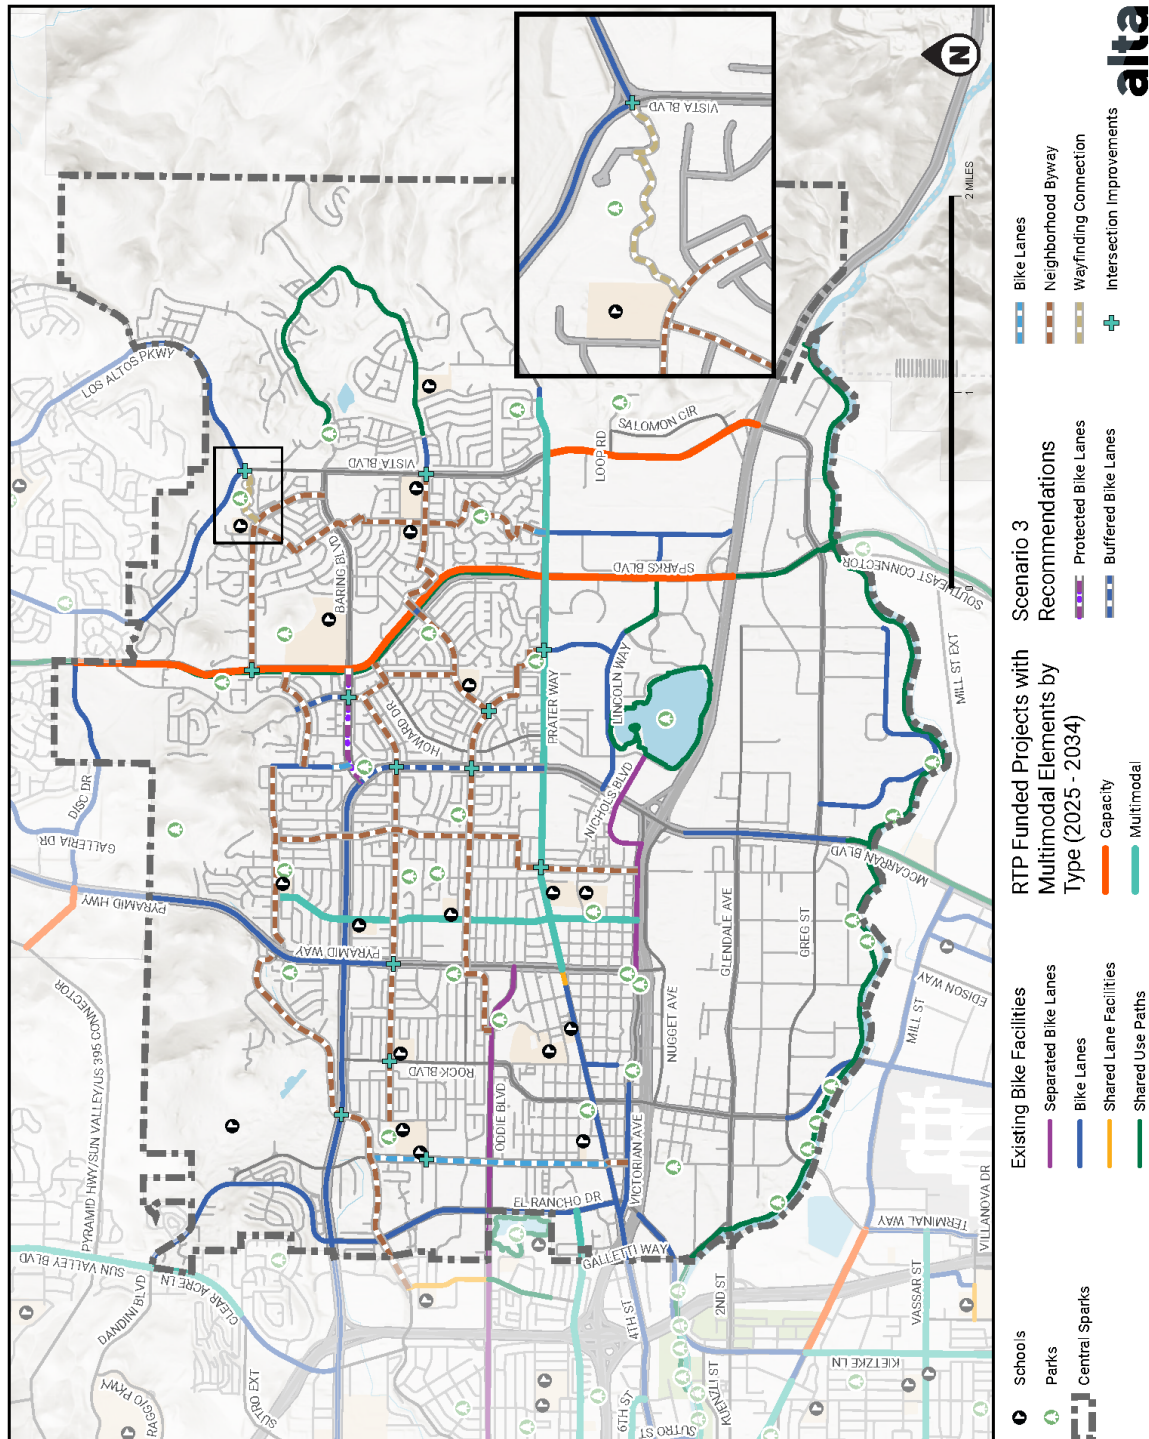 LOS ALTOS PKWY
VISTA BLVD
N
DISC DR
GALLERIA DR
PYRAMID HWY
PYRAMID HWY/SUN VALLEY/US 395 CONNECTOR
SUN VALLEY BLVD
DANDINI BLVD
CLEAR ACRE LN
RAGGIO PKWY
SUTRO EXT
BARING BLVD
VISTA BLVD
HOWARD DR
PYRAMID WAY
ROCK BLVD
ODDIE BLVD
EL RANCHO DR
GALLETTI WAY
4TH ST
6TH ST
SUTRO ST
KUENZLI ST
2ND ST
VICTORIAN AVE
NUGGET AVE
PRATER WAY
LINCOLN WAY
NICHOLS BLVD
SPARKS BLVD
LOOP RD
SALOMON CIR
GLENDALE AVE
GREG ST
MCCARRAN BLVD
MILL ST EXT
SOUTHEAST CONNECTOR
EDISON WAY
MILL ST
TERMINAL WAY
VILLANOVA DR
VASSAR ST
KIETZKE LN
0
1
2 MILES
Schools
Parks
Central Sparks
Existing Bike Facilities
Separated Bike Lanes
Bike Lanes
Shared Lane Facilities
Shared Use Paths
RTP Funded Projects with
Multimodal Elements by
Type (2025 - 2034)
Capacity
Multimodal
Scenario 3
Recommendations
Protected Bike Lanes
Buffered Bike Lanes
Bike Lanes
Neighborhood Byway
Wayfinding Connection
Intersection Improvements
alta